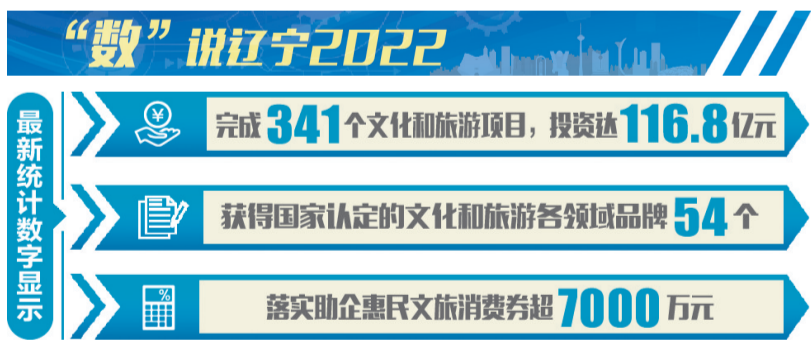 “数”说辽宁2022
最新统计数字显示
完成341个文化和旅游项目，投资达116.8亿元
获得国家认定的文化和旅游各领域品牌54个
落实助企惠民文旅消费券超7000万元